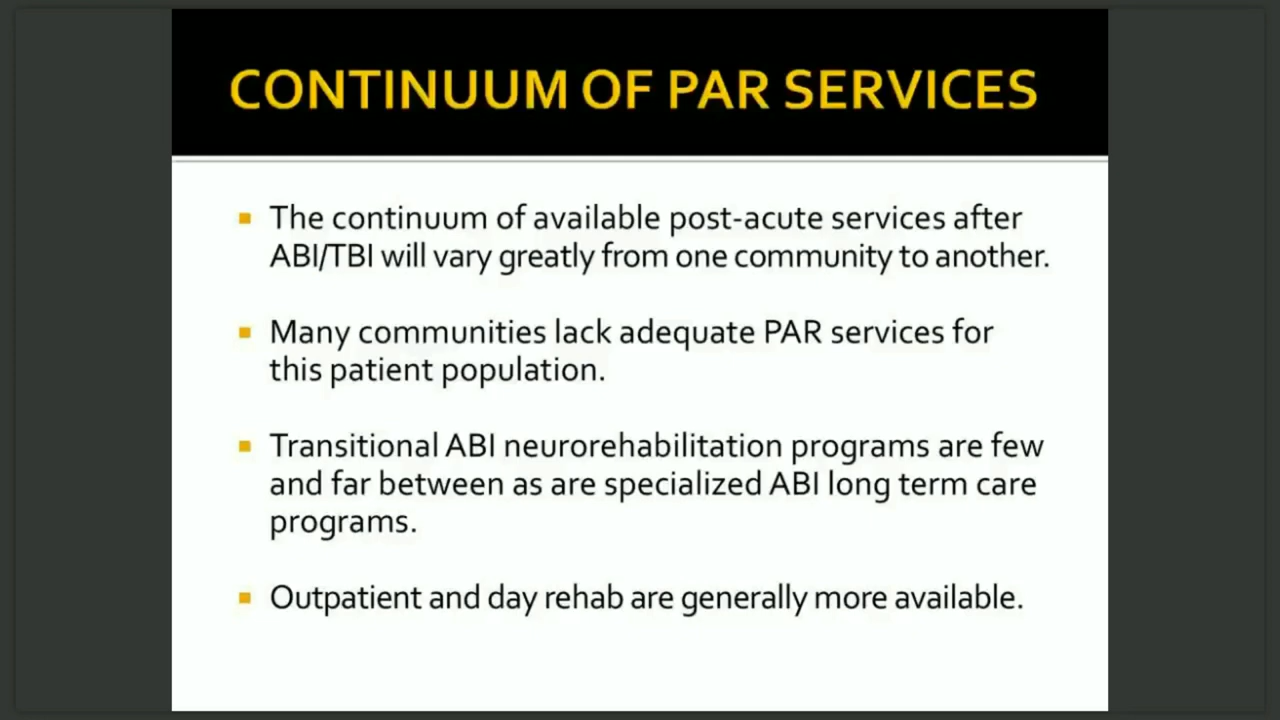 CONTINUUM OF PAR SERVICES
The continuum of available post-acute services after
ABI/TBI will vary greatly from one community to another.
Many communities lack adequate PAR services for
this patient population.
Transitional ABI neurorehabilitation programs are few
and far between as are specialized ABI long term care
programs.
Outpatient and day rehab are generally more available.